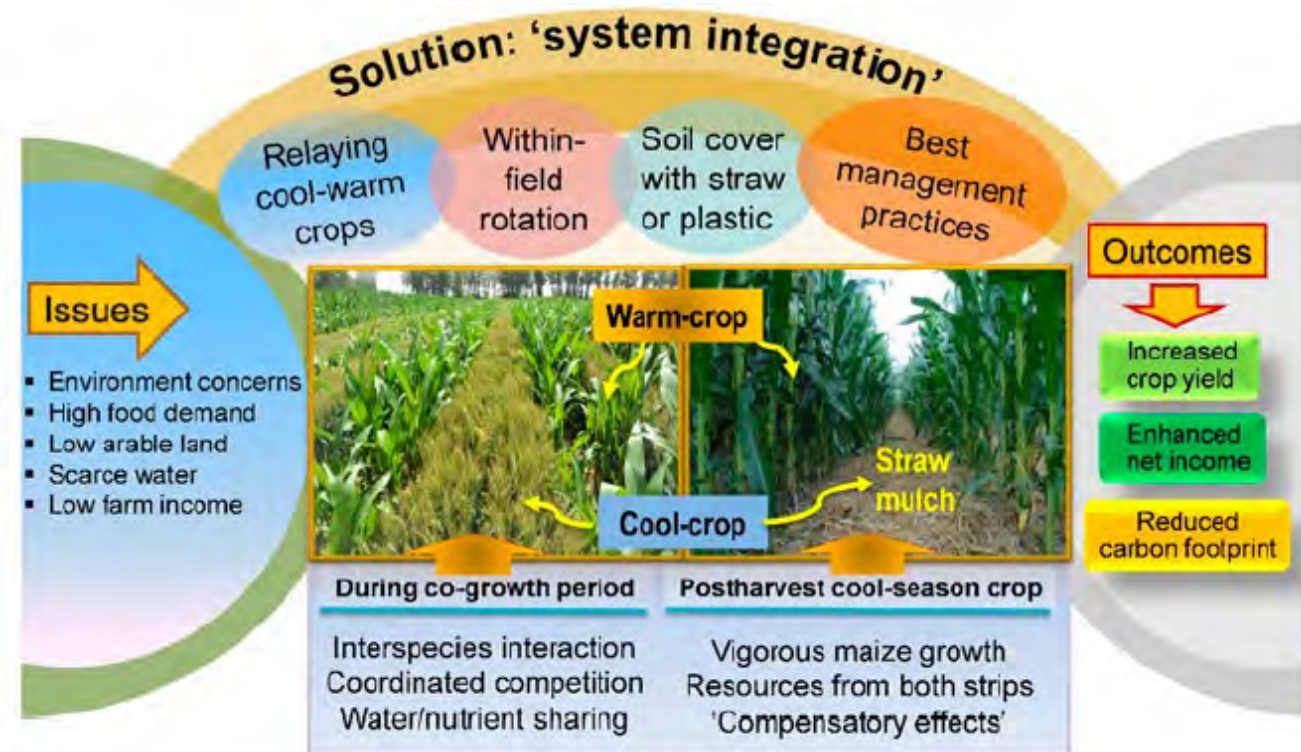 Solution: ‘system integration’
Relaying
cool-warm
crops
Within-
field
rotation
Soil cover
with straw
or plastic
Best
management
practices
Issues
▪ Environment concerns
▪ High food demand
▪ Low arable land
▪ Scarce water
▪ Low farm income
Warm-crop
Cool-crop
Straw
mulch
During co-growth period
Interspecies interaction
Coordinated competition
Water/nutrient sharing
Postharvest cool-season crop
Vigorous maize growth
Resources from both strips
‘Compensatory effects’
Outcomes
Increased
crop yield
Enhanced
net income
Reduced
carbon footprint